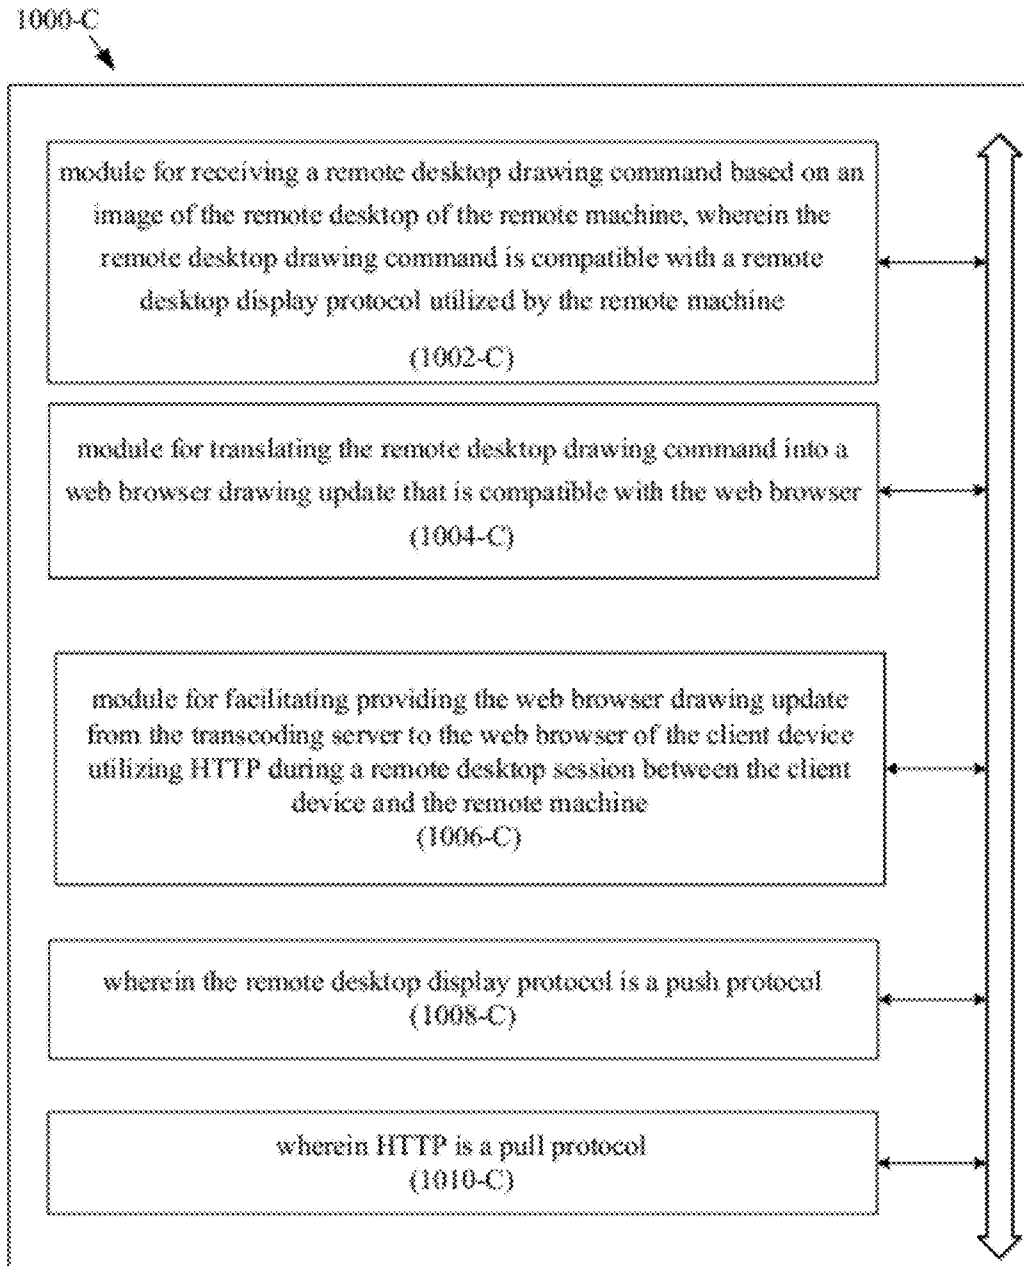 1000-C
module for receiving a remote desktop drawing command based on an
image of the remote desktop of the remote machine, wherein the
remote desktop drawing command is compatible with a remote
desktop display protocol utilized by the remote machine
(1002-C)
module for translating the remote desktop drawing command into a
web browser drawing update that is compatible with the web browser
(1004-C)
module for facilitating providing the web browser drawing update
from the transcoding server to the web browser of the client device
utilizing HTTP during a remote desktop session between the client
device and the remote machine
(1006-C)
wherein the remote desktop display protocol is a push protocol
(1008-C)
wherein HTTP is a pull protocol
(1010-C)